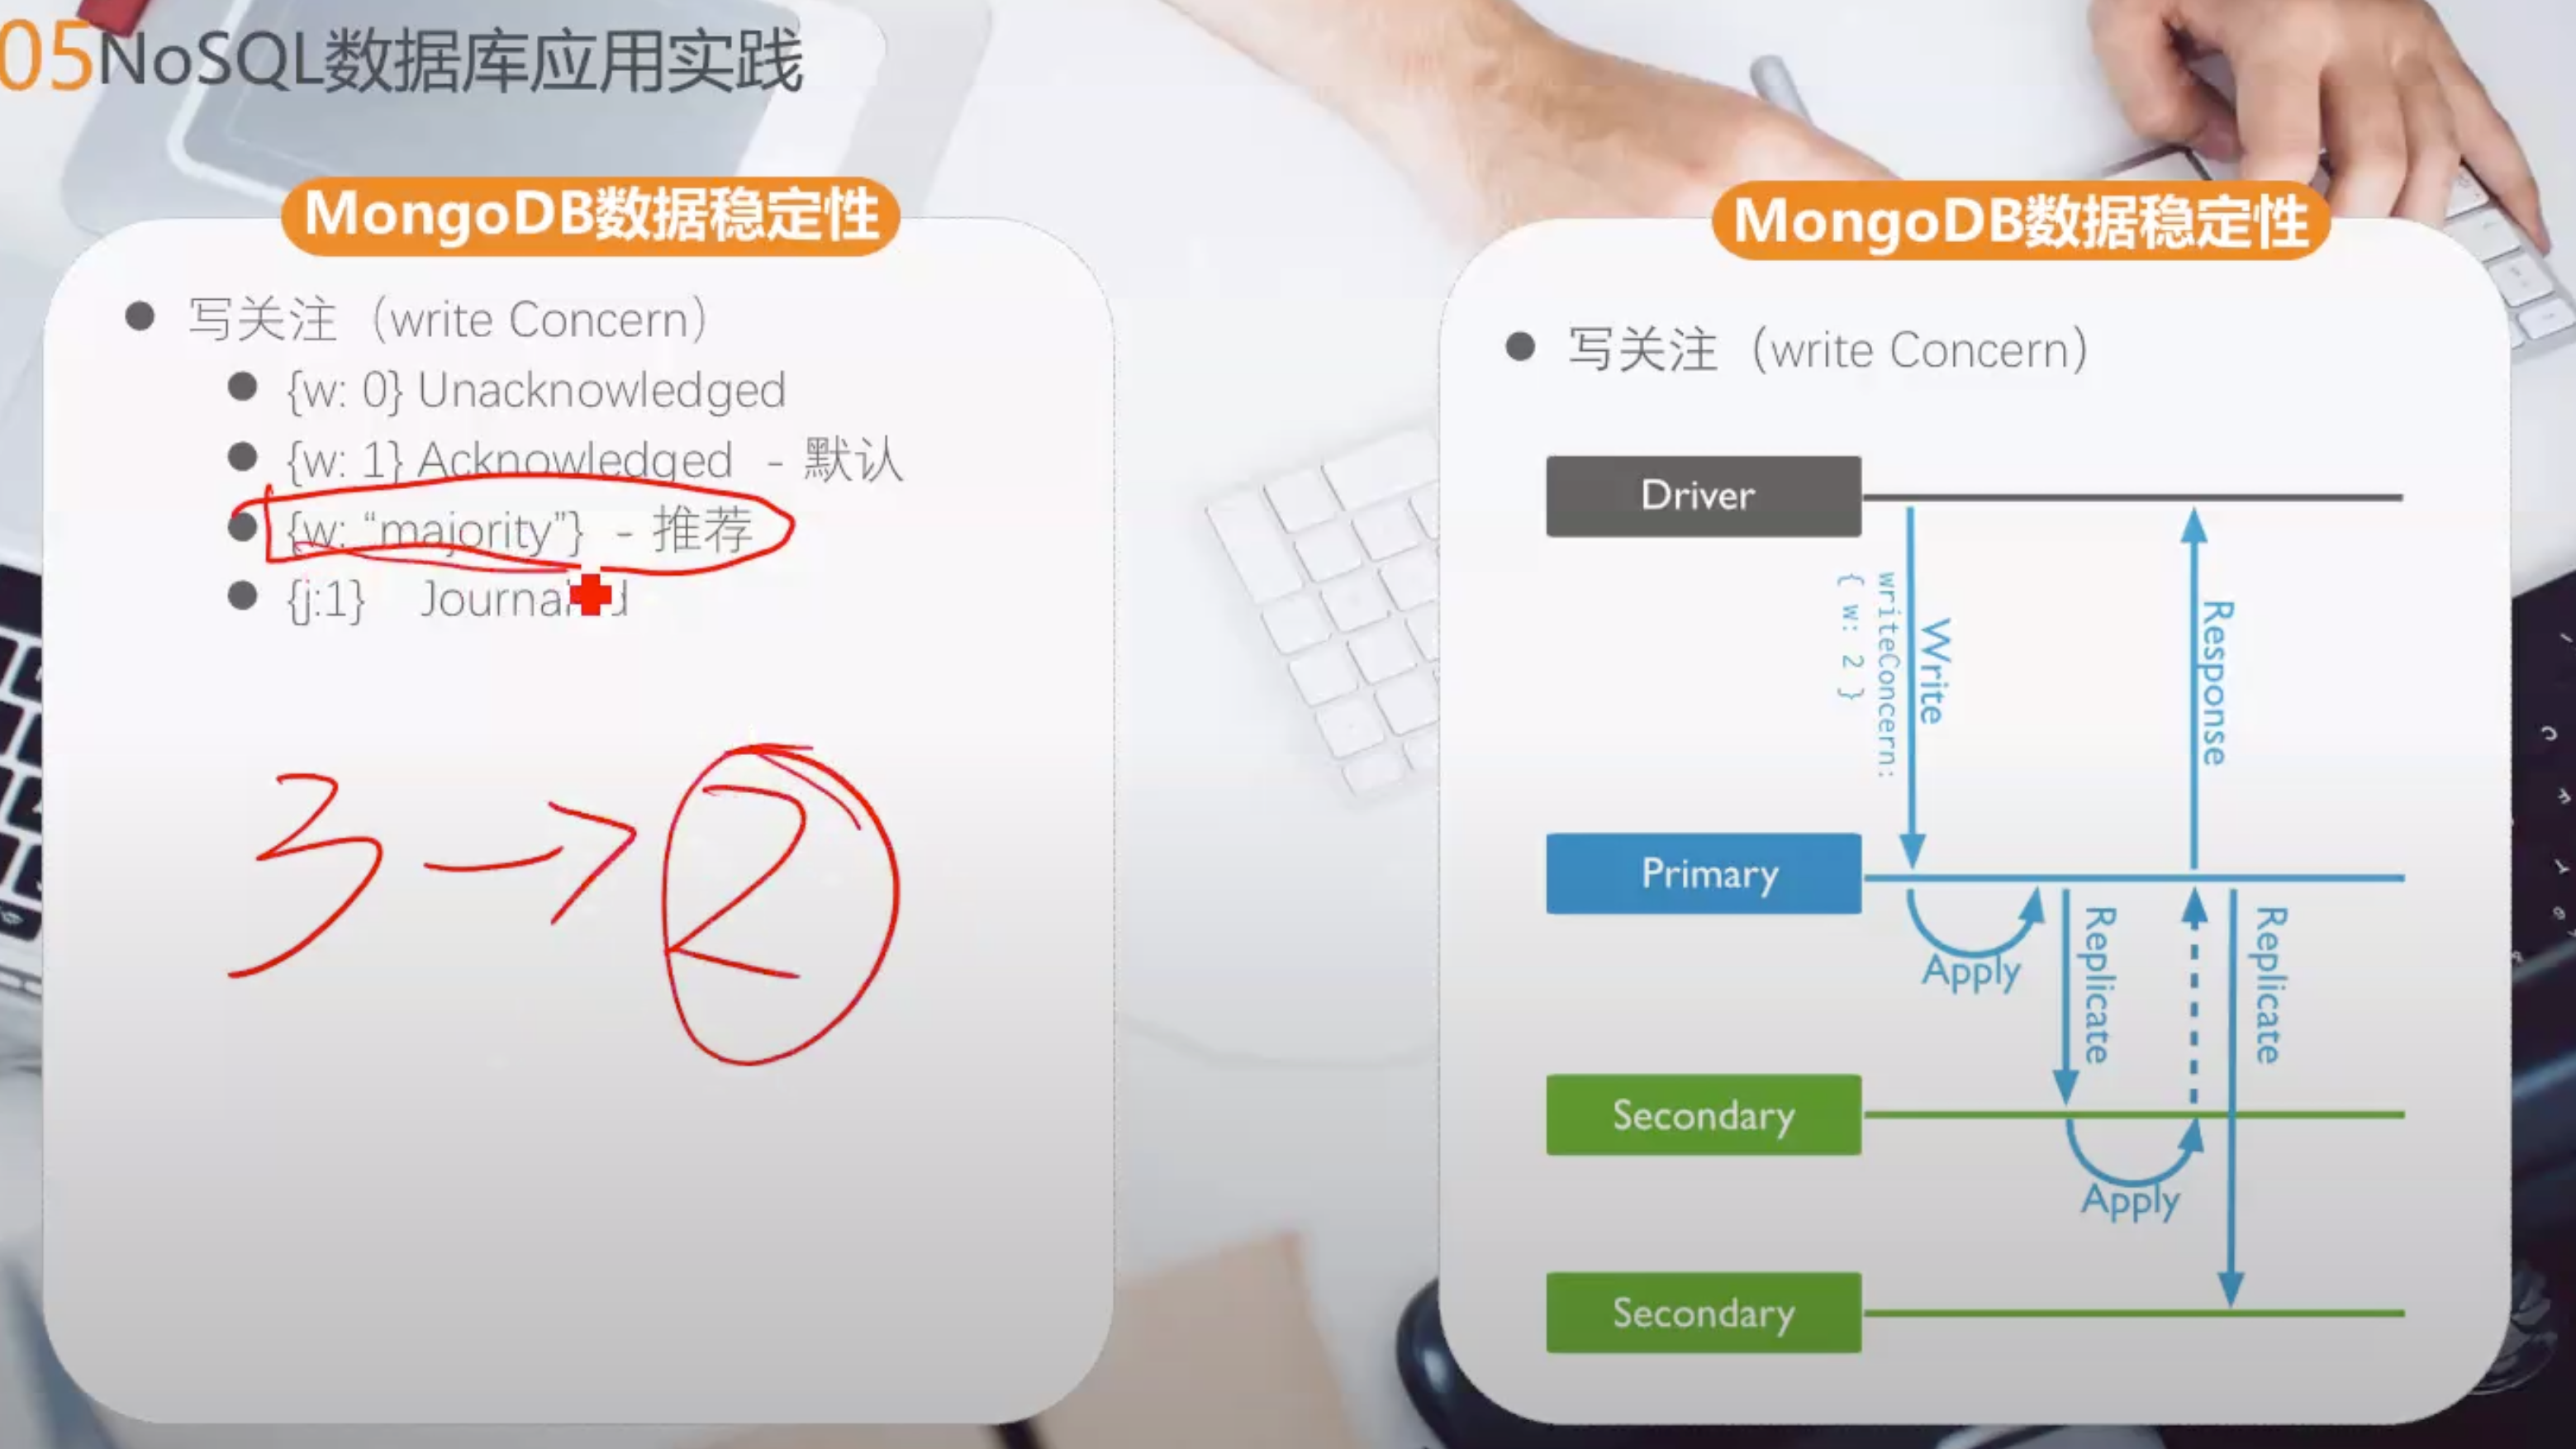 05NoSQL数据库应用实践
MongoDB数据稳定性
写关注（write Concern）
{w: 0} Unacknowledged
{w: 1} Acknowledged - 默认
{w: “majority”} - 推荐
{j:1} Journaled
3 → 2
MongoDB数据稳定性
写关注（write Concern）
Driver
Write
writeConcern:
{ w: 2 }
Response
Primary
Apply
Replicate
Replicate
Secondary
Apply
Secondary